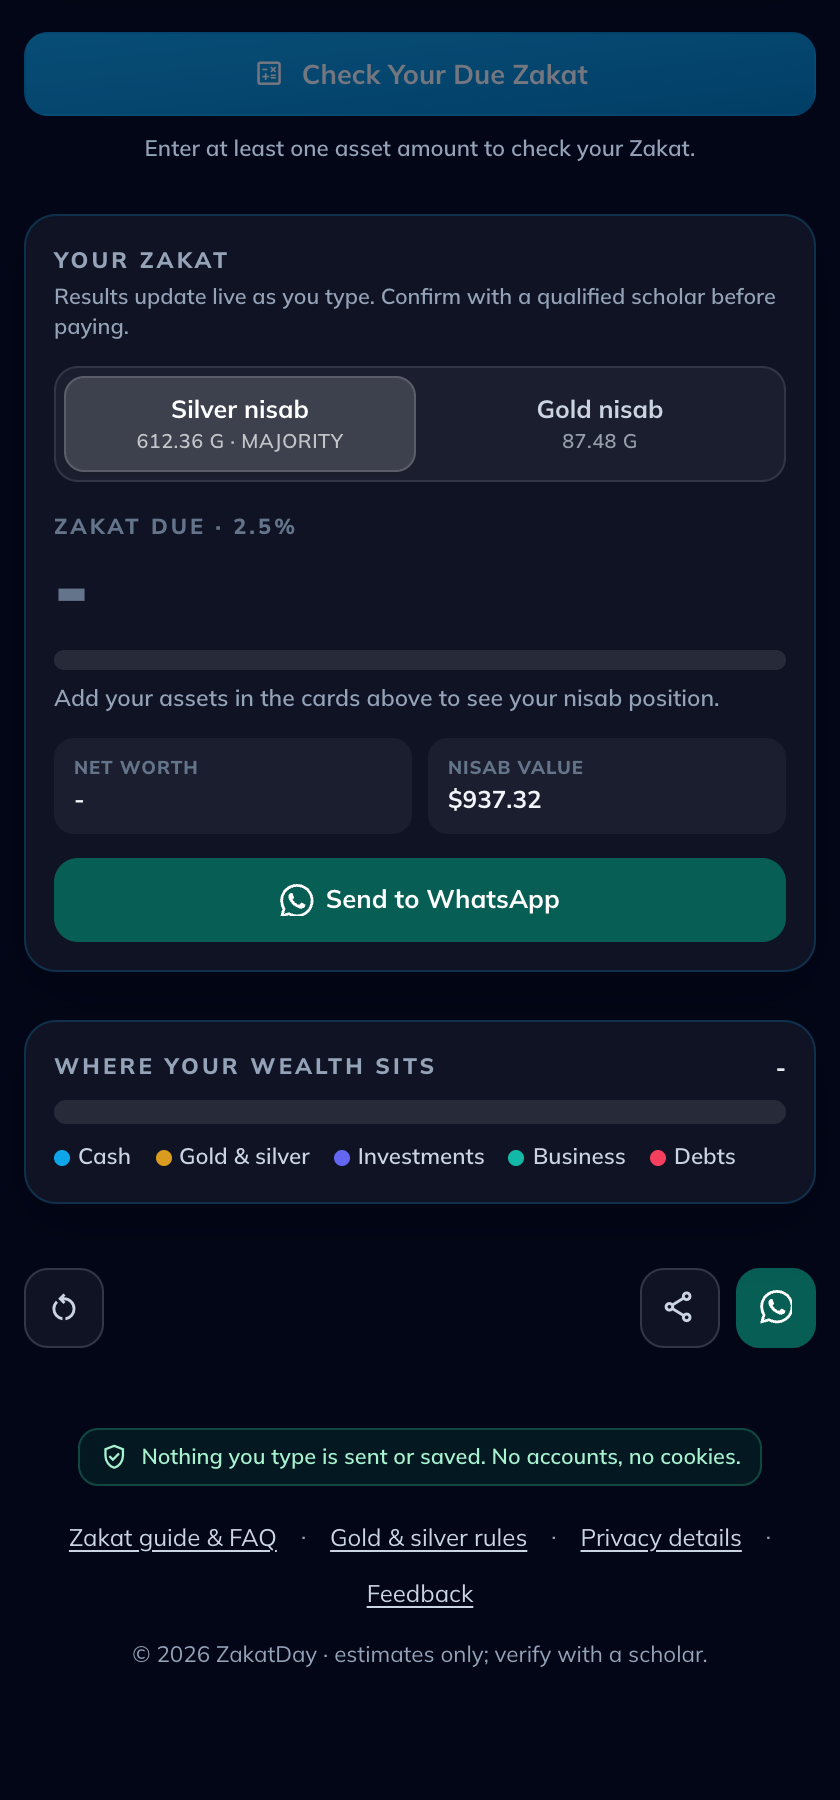 Check Your Due Zakat
Enter at least one asset amount to check your Zakat.
YOUR ZAKAT
Results update live as you type. Confirm with a qualified scholar before
paying.
Silver nisab
612.36 G · MAJORITY
Gold nisab
87.48 G
ZAKAT DUE · 2.5%
-
Add your assets in the cards above to see your nisab position.
NET WORTH
-
NISAB VALUE
$937.32
Send to WhatsApp
WHERE YOUR WEALTH SITS -
Cash Gold & silver Investments Business Debts
Nothing you type is sent or saved. No accounts, no cookies.
Zakat guide & FAQ · Gold & silver rules · Privacy details ·
Feedback
© 2026 ZakatDay · estimates only; verify with a scholar.